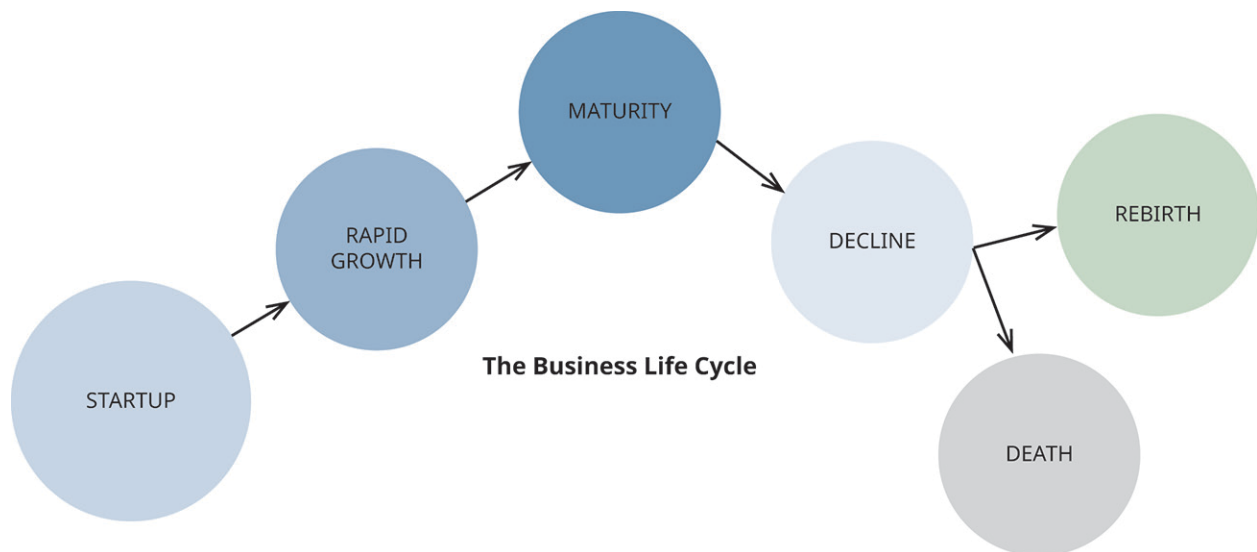 STARTUP
RAPID
GROWTH
MATURITY
DECLINE
REBIRTH
DEATH
The Business Life Cycle